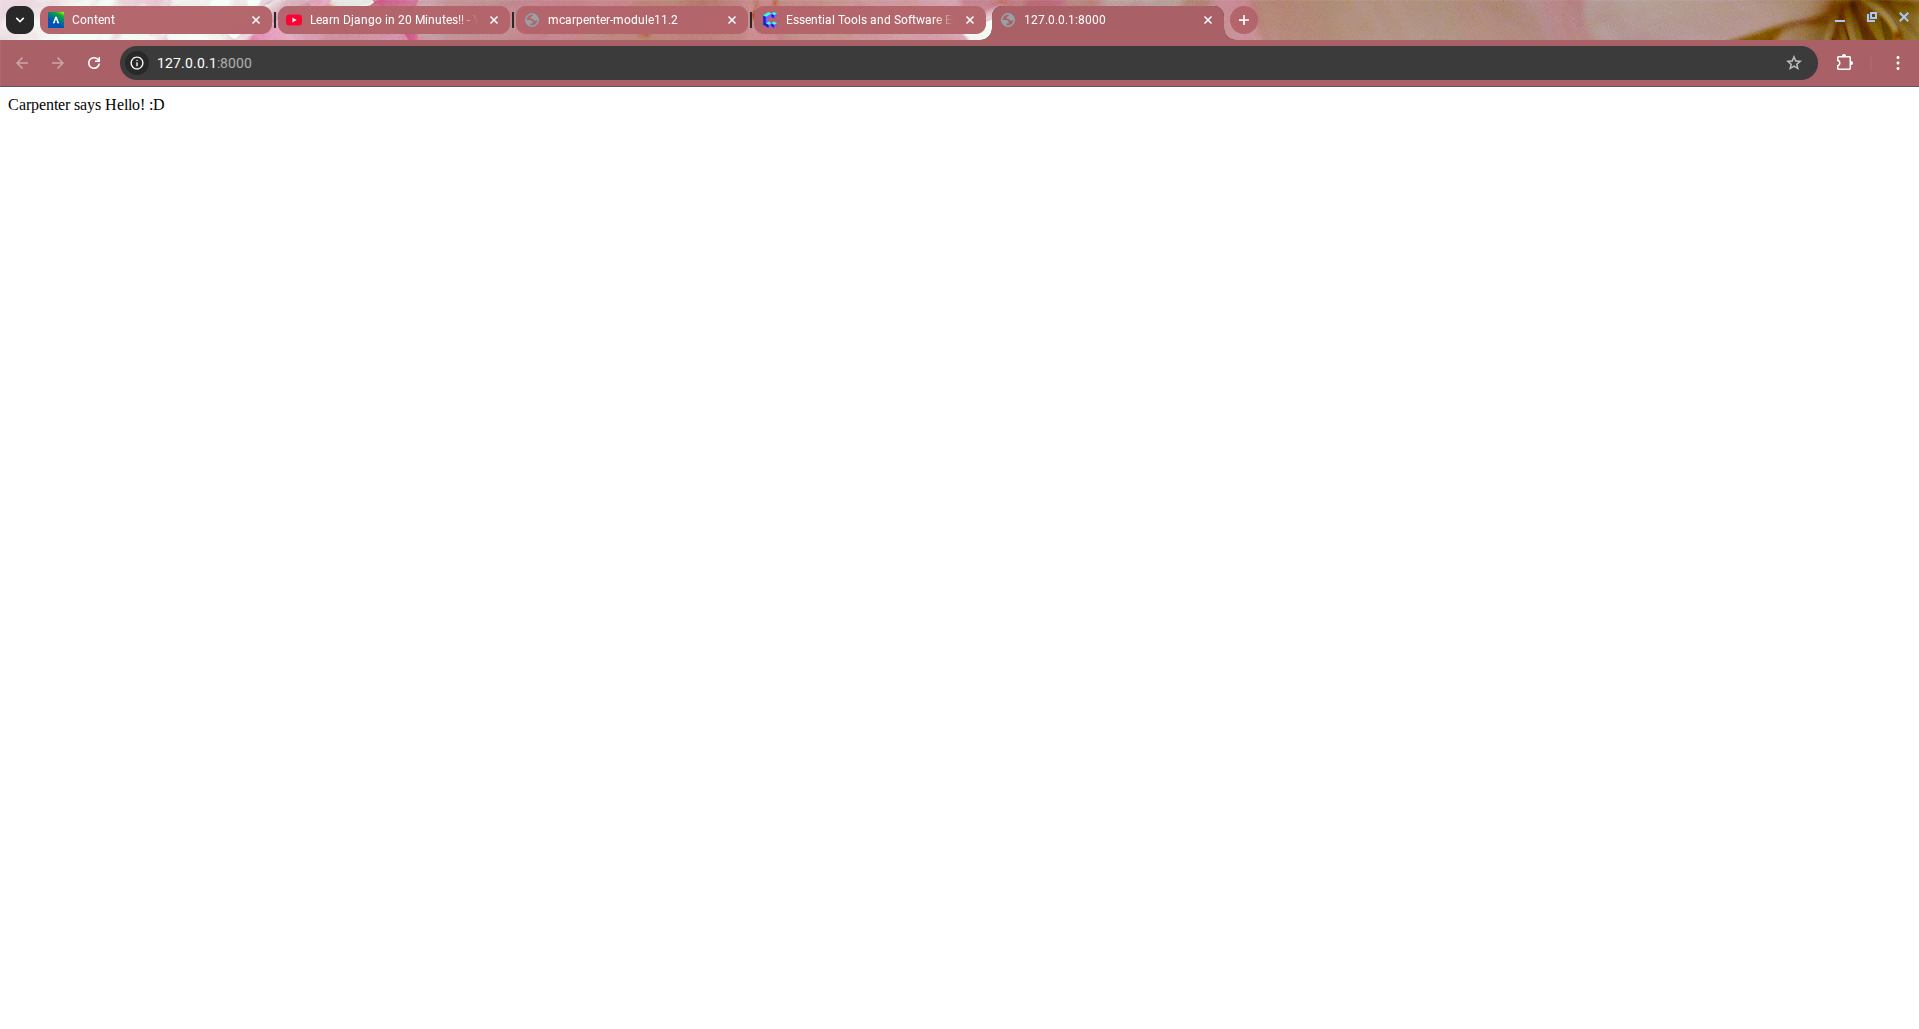 Content
Learn Django in 20 Minutes!! -
mcarpenter-module11.2
Essential Tools and Software
127.0.0.1:8000
127.0.0.1:8000
Carpenter says Hello! :D